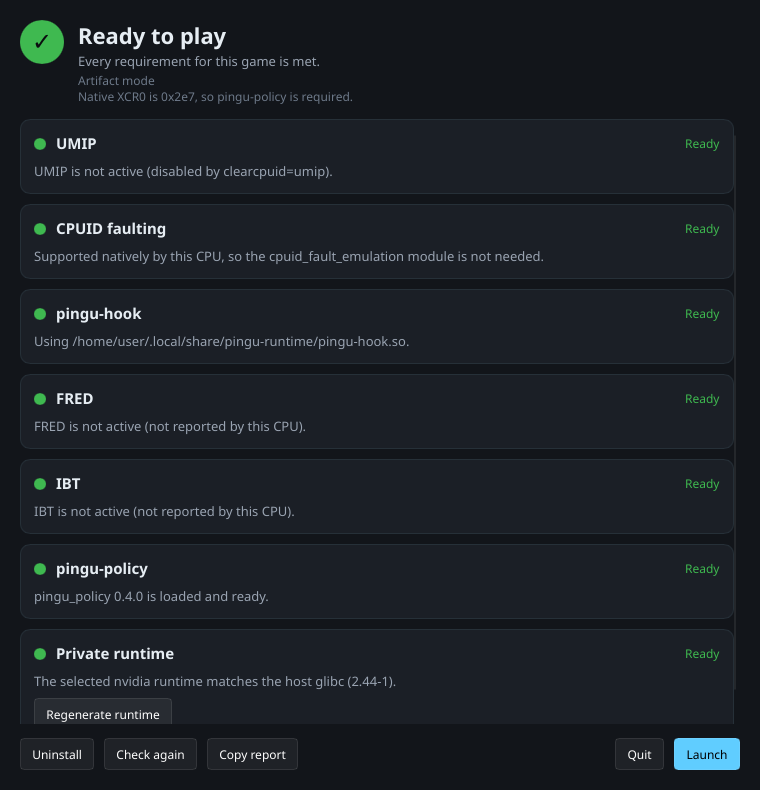 ✓
Ready to play
Every requirement for this game is met.
Artifact mode
Native XCR0 is 0x2e7, so pingu-policy is required.
UMIP
Ready
UMIP is not active (disabled by clearcpuid=umip).
CPUID faulting
Ready
Supported natively by this CPU, so the cpuid_fault_emulation module is not needed.
pingu-hook
Ready
Using /home/user/.local/share/pingu-runtime/pingu-hook.so.
FRED
Ready
FRED is not active (not reported by this CPU).
IBT
Ready
IBT is not active (not reported by this CPU).
pingu-policy
Ready
pingu_policy 0.4.0 is loaded and ready.
Private runtime
Ready
The selected nvidia runtime matches the host glibc (2.44-1).
Regenerate runtime
Uninstall
Check again
Copy report
Quit
Launch